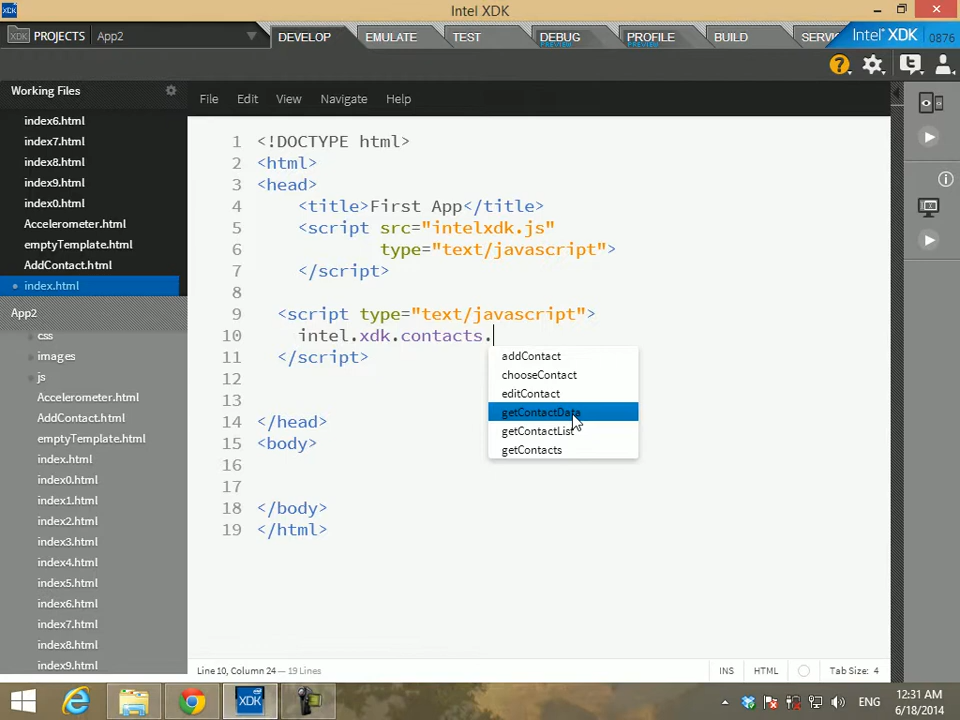 XDK
Intel XDK
PROJECTS App2
DEVELOP EMULATE TEST DEBUG PREVIEW PROFILE PREVIEW BUILD SERV Intel XDK 0876
Working Files
File Edit View Navigate Help
index6.html
index7.html
index8.html
index9.html
index0.html
Accelerometer.html
emptyTemplate.html
AddContact.html
index.html
App2
css
images
js
Accelerometer.html
AddContact.html
emptyTemplate.html
index.html
index0.html
index1.html
index2.html
index3.html
index4.html
index5.html
index6.html
index7.html
index8.html
index9.html
1 <!DOCTYPE html>
2 <html>
3 <head>
4 <title>First App</title>
5 <script src="intelxdk.js"
6 type="text/javascript">
7 </script>
8
9 <script type="text/javascript">
10 intel.xdk.contacts.
11 </script>
12
13
14 </head>
15 <body>
16
17
18 </body>
19 </html>
addContact
chooseContact
editContact
getContactData
getContactList
getContacts
Line 10, Column 24 — 19 Lines
INS HTML Tab Size: 4
XDK
ENG
12:31 AM
6/18/2014